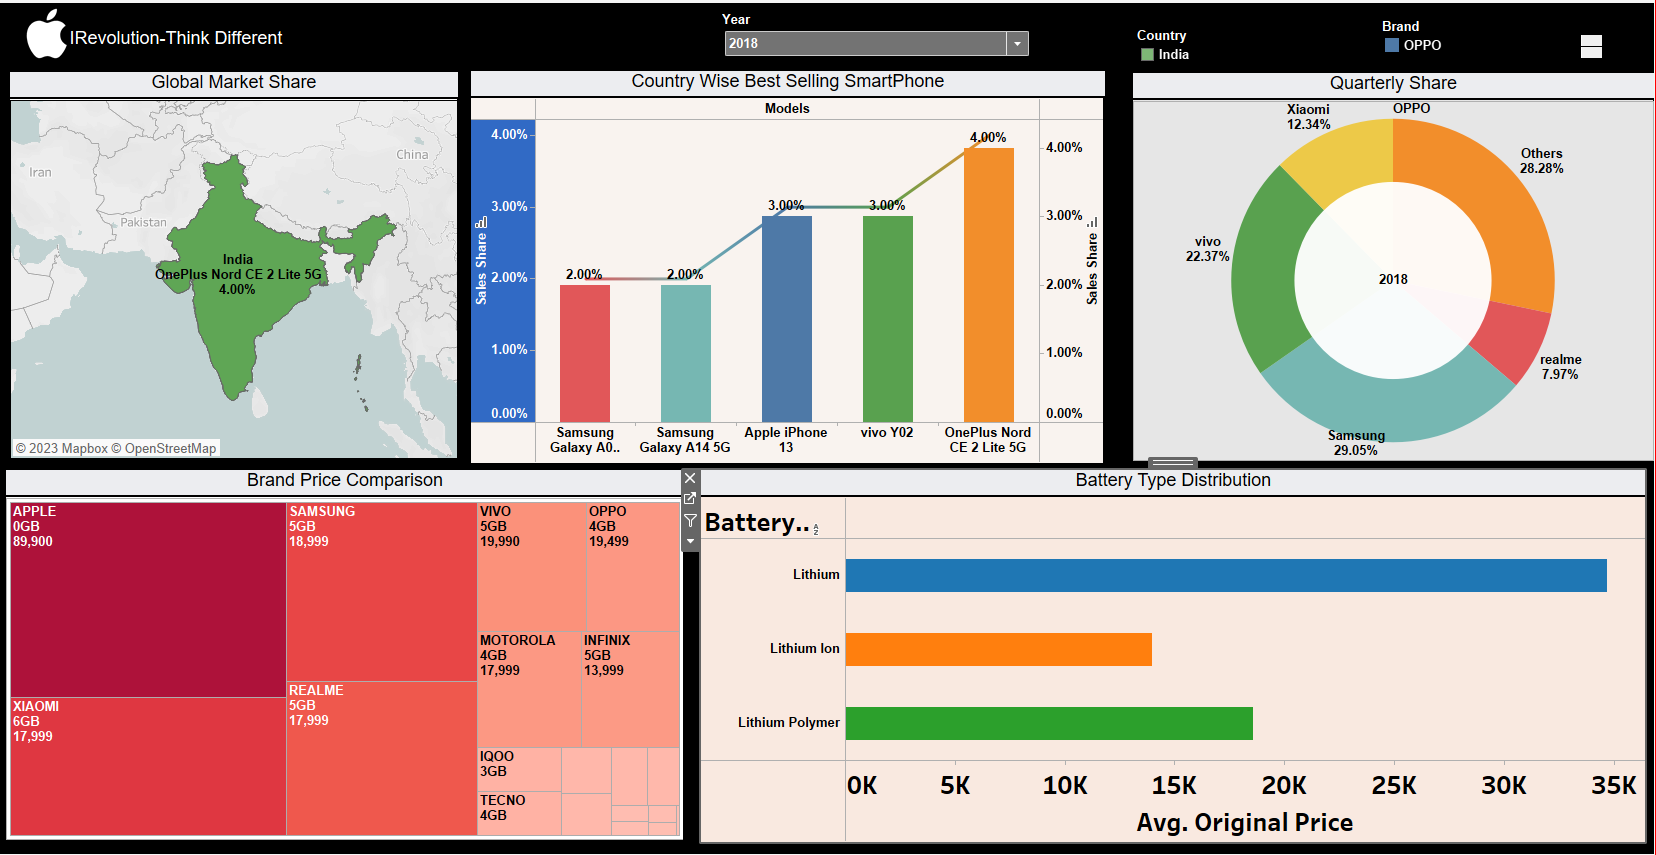 IRevolution-Think Different
Year
2018
Country
India
Brand
OPPO
Global Market Share
Iran
China
Pakistan
India
OnePlus Nord CE 2 Lite 5G
4.00%
© 2023 Mapbox © OpenStreetMap
Country Wise Best Selling SmartPhone
Models
Sales Share
4.00%
3.00%
2.00%
1.00%
0.00%
2.00%
2.00%
3.00%
3.00%
4.00%
4.00%
3.00%
2.00%
1.00%
0.00%
Sales Share
Samsung
Galaxy A0..
Samsung
Galaxy A14 5G
Apple iPhone
13
vivo Y02
OnePlus Nord
CE 2 Lite 5G
Quarterly Share
Xiaomi
12.34%
OPPO
Others
28.28%
vivo
22.37%
2018
realme
7.97%
Samsung
29.05%
Brand Price Comparison
APPLE
0GB
89,900
XIAOMI
6GB
17,999
SAMSUNG
5GB
18,999
REALME
5GB
17,999
VIVO
5GB
19,990
OPPO
4GB
19,499
MOTOROLA
4GB
17,999
INFINIX
5GB
13,999
IQOO
3GB
TECNO
4GB
Battery Type Distribution
Battery..
Lithium
Lithium Ion
Lithium Polymer
0K 5K 10K 15K 20K 25K 30K 35K
Avg. Original Price